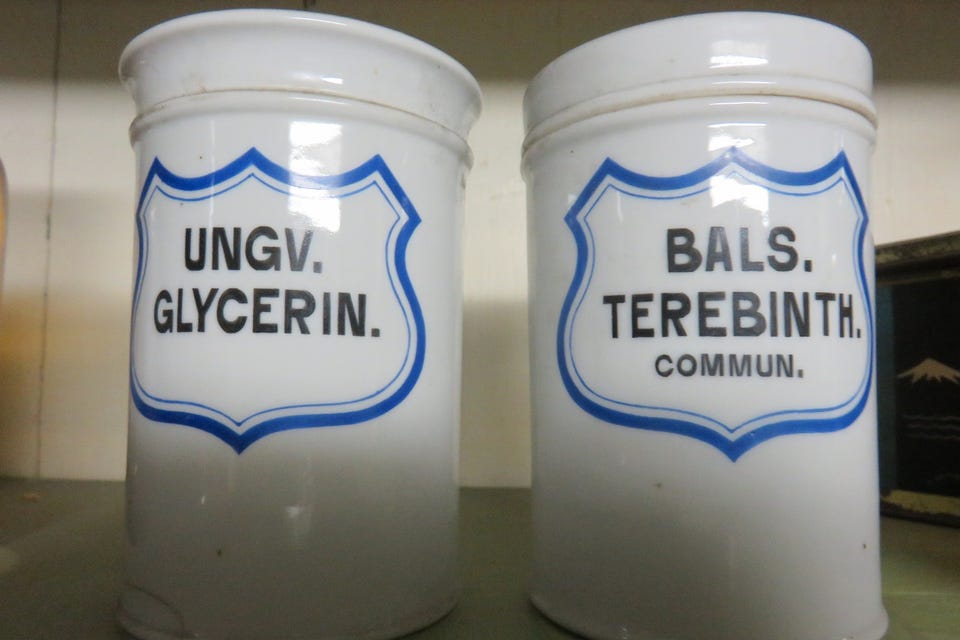 UNGV.
GLYCERIN.
BALS.
TEREBINTH.
COMMUN.